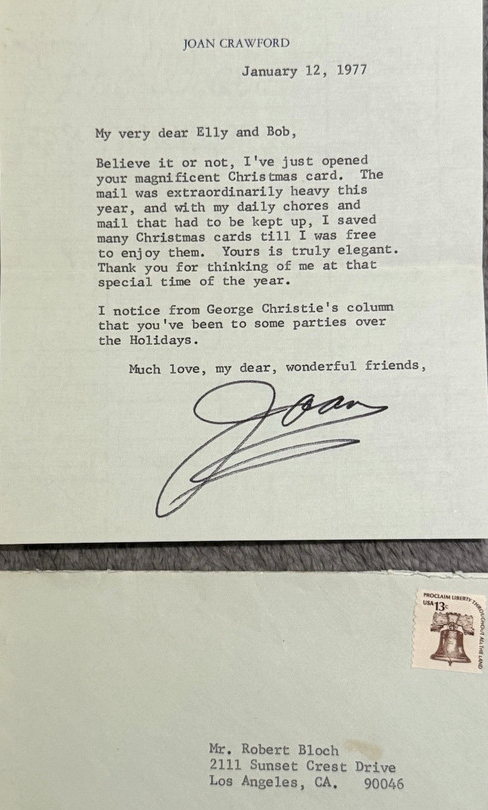 JOAN CRAWFORD
January 12, 1977
My very dear Elly and Bob,
Believe it or not, I've just opened
your magnificent Christmas card.  The
mail was extraordinarily heavy this
year, and with my daily chores and
mail that had to be kept up, I saved
many Christmas cards till I was free
to enjoy them.  Yours is truly elegant.
Thank you for thinking of me at that
special time of the year.
I notice from George Christie's column
that you've been to some parties over
the Holidays.
Much love, my dear, wonderful friends,
Joan
PROCLAIM LIBERTY THROUGHOUT ALL THE LAND
USA 13c
Mr. Robert Bloch
2111 Sunset Crest Drive
Los Angeles, CA.  90046